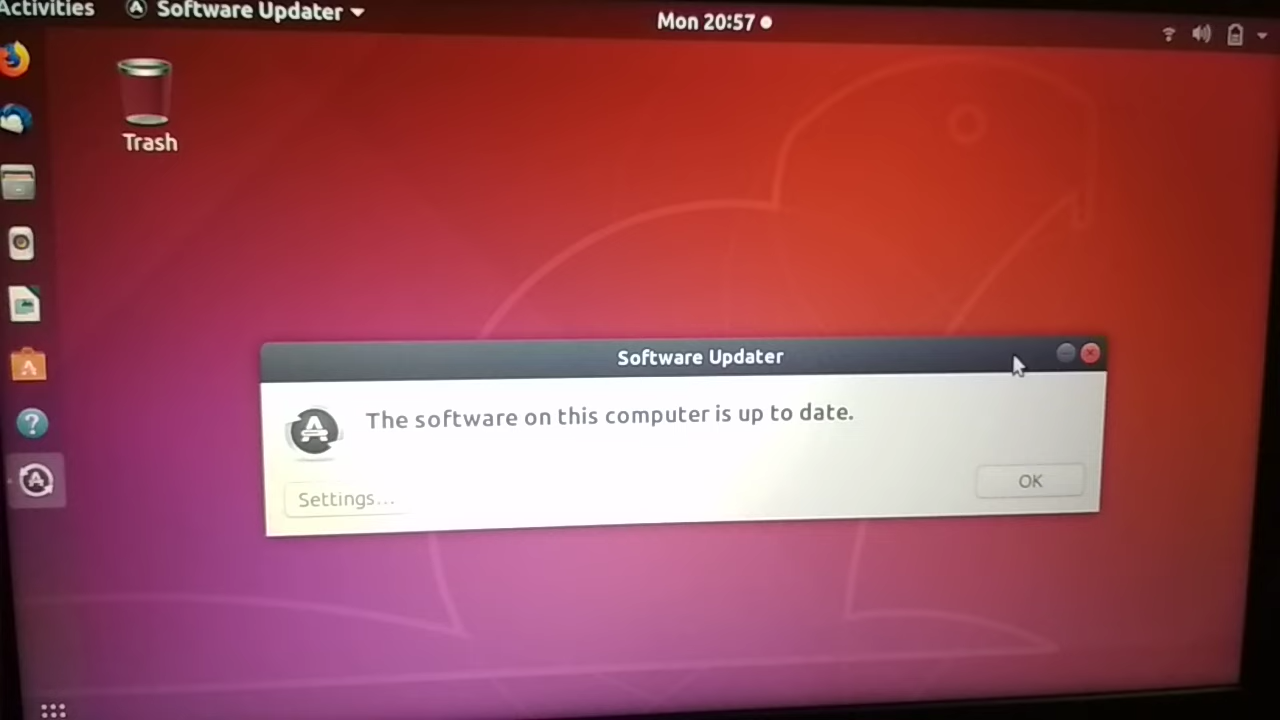 Activities
Software Updater
Mon 20:57
Trash
Software Updater
The software on this computer is up to date.
Settings...
OK